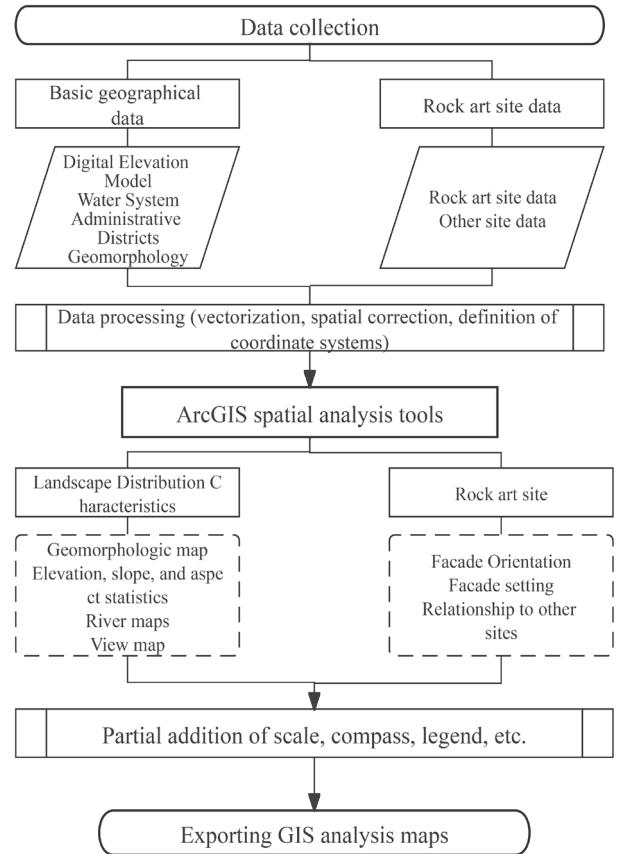 Data collection
Basic geographical
data
Rock art site data
Digital Elevation
Model
Water System
Administrative
Districts
Geomorphology
Rock art site data
Other site data
Data processing (vectorization, spatial correction, definition of
coordinate systems)
ArcGIS spatial analysis tools
Landscape Distribution C
haracteristics
Rock art site
Geomorphologic map
Elevation, slope, and aspe
ct statistics
River maps
View map
Facade Orientation
Facade setting
Relationship to other
sites
Partial addition of scale, compass, legend, etc.
Exporting GIS analysis maps